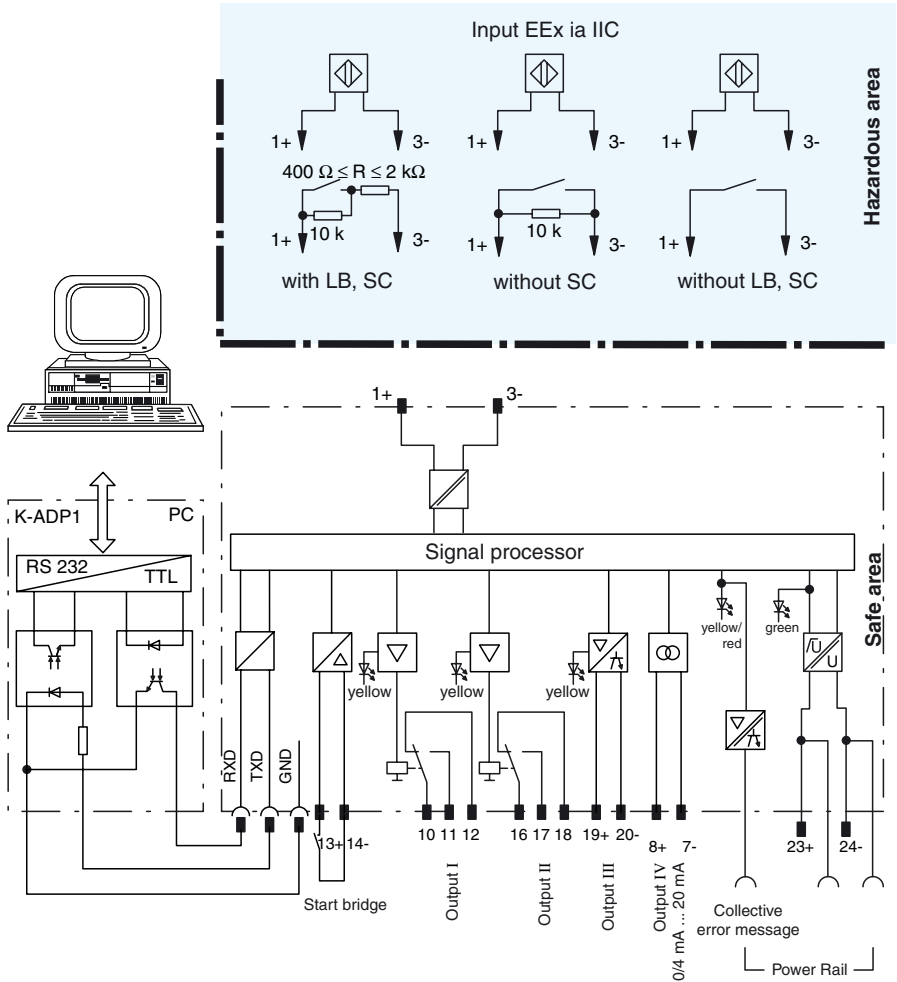 Input EEx ia IIC
Hazardous area
1+ 3- 1+ 3- 1+ 3-
400 Ω ≤ R ≤ 2 kΩ
10 k 10 k
1+ 3- 1+ 3- 1+ 3-
with LB, SC without SC without LB, SC
1+ 3-
K-ADP1 PC
RS 232
TTL
Signal processor
Safe area
yellow/
red
green
U
U
yellow yellow yellow
RXD TXD GND
13+ 14- 10 11 12 16 17 18 19+ 20- 8+ 7- 23+ 24-
Start bridge
Output I
Output II
Output III
Output IV
0/4 mA ... 20 mA
Collective
error message
Power Rail